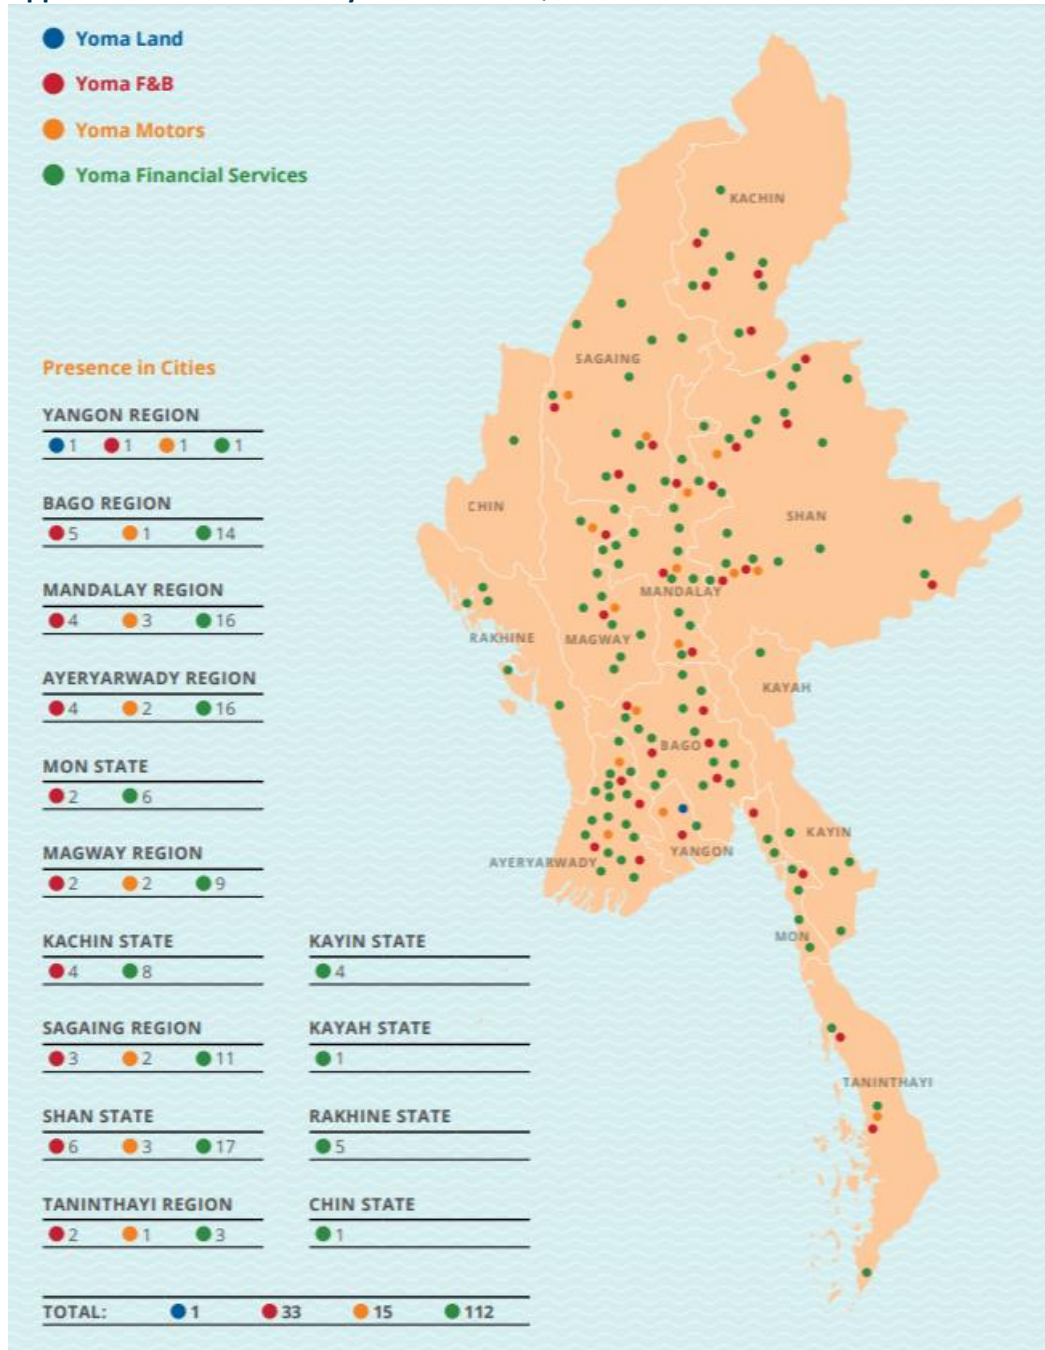 Yoma Land
Yoma F&B
Yoma Motors
Yoma Financial Services
Presence in Cities
YANGON REGION
1 1 1 1
BAGO REGION
5 1 14
MANDALAY REGION
4 3 16
AYERYARWADY REGION
4 2 16
MON STATE
2 6
MAGWAY REGION
2 2 9
KACHIN STATE
4 8
SAGAING REGION
3 2 11
SHAN STATE
6 3 17
TANINTHAYI REGION
2 1 3
KAYIN STATE
4
KAYAH STATE
1
RAKHINE STATE
5
CHIN STATE
1
TOTAL: 1 33 15 112
KACHIN
SAGAING
CHIN
SHAN
MANDALAY
RAKHINE
MAGWAY
KAYAH
BAGO
YANGON
KAYIN
AYERYARWADY
MON
TANINTHAYI